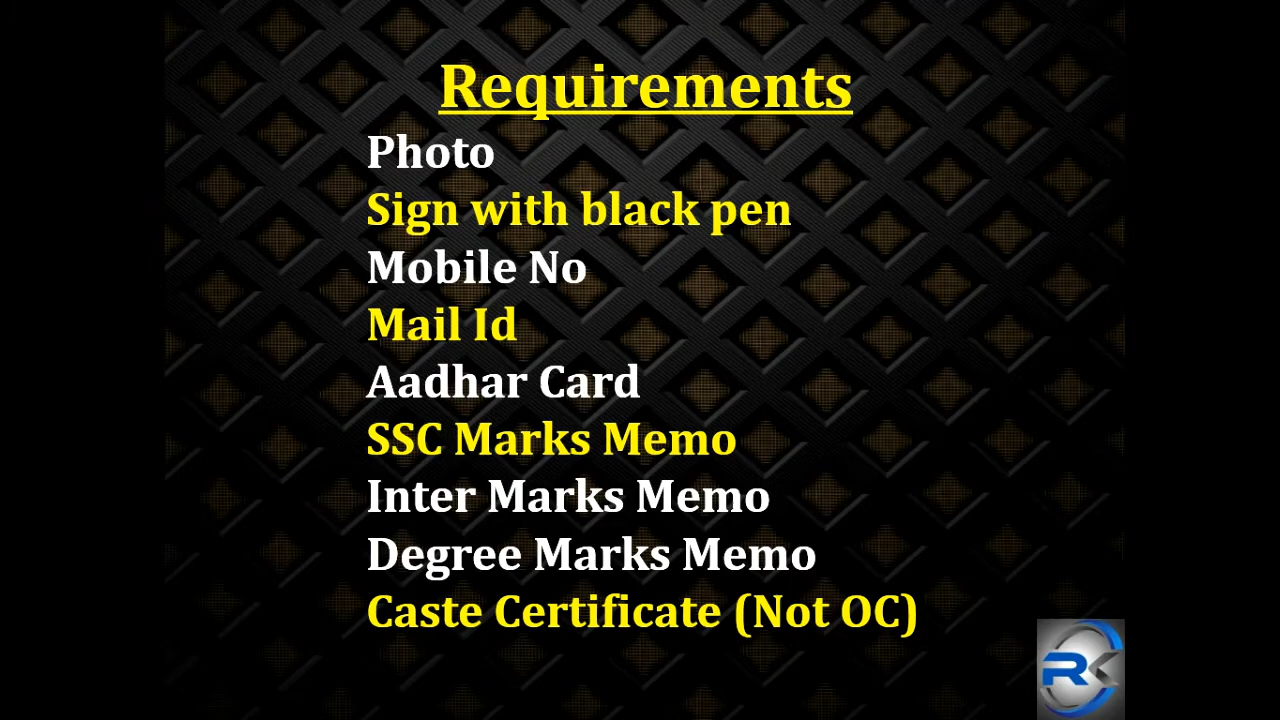 Requirements
Photo
Sign with black pen
Mobile No
Mail Id
Aadhar Card
SSC Marks Memo
Inter Marks Memo
Degree Marks Memo
Caste Certificate (Not OC)
RK